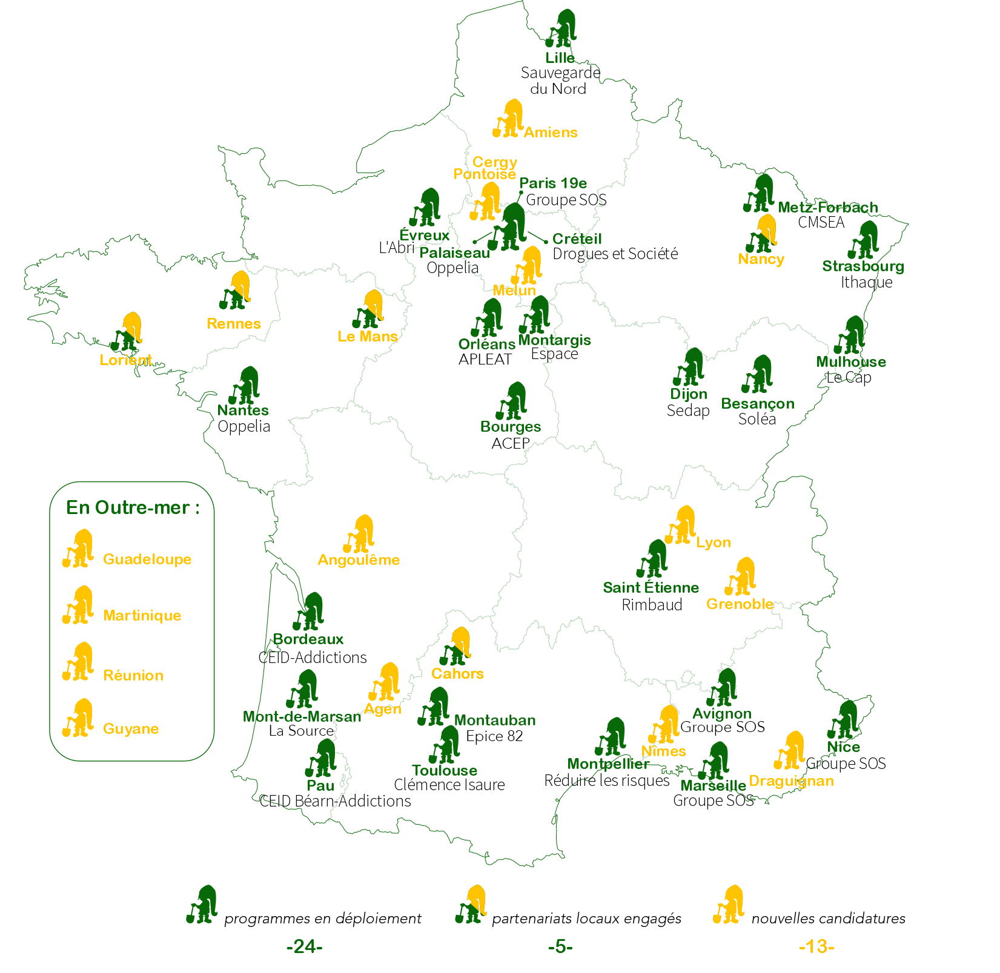 Lille
Sauvegarde
du Nord
Amiens
Cergy
Pontoise
Paris 19e
Groupe SOS
Évreux
L'Abri
Palaiseau
Oppelia
Créteil
Drogues et Société
Melun
Metz-Forbach
CMSEA
Nancy
Strasbourg
Ithaque
Rennes
Le Mans
Lorient
Orléans
APLEAT
Montargis
Espace
Mulhouse
Le Cap
Dijon
Sedap
Besançon
Soléa
Nantes
Oppelia
Bourges
ACEP
En Outre-mer :
Guadeloupe
Martinique
Réunion
Guyane
Angoulême
Lyon
Saint Étienne
Rimbaud
Grenoble
Bordeaux
CEID-Addictions
Cahors
Agen
Mont-de-Marsan
La Source
Montauban
Epice 82
Toulouse
Clémence Isaure
Pau
CEID Béarn-Addictions
Avignon
Groupe SOS
Nîmes
Montpellier
Réduire les risques
Marseille
Groupe SOS
Draguignan
Nice
Groupe SOS
programmes en déploiement
-24-
partenariats locaux engagés
-5-
nouvelles candidatures
-13-